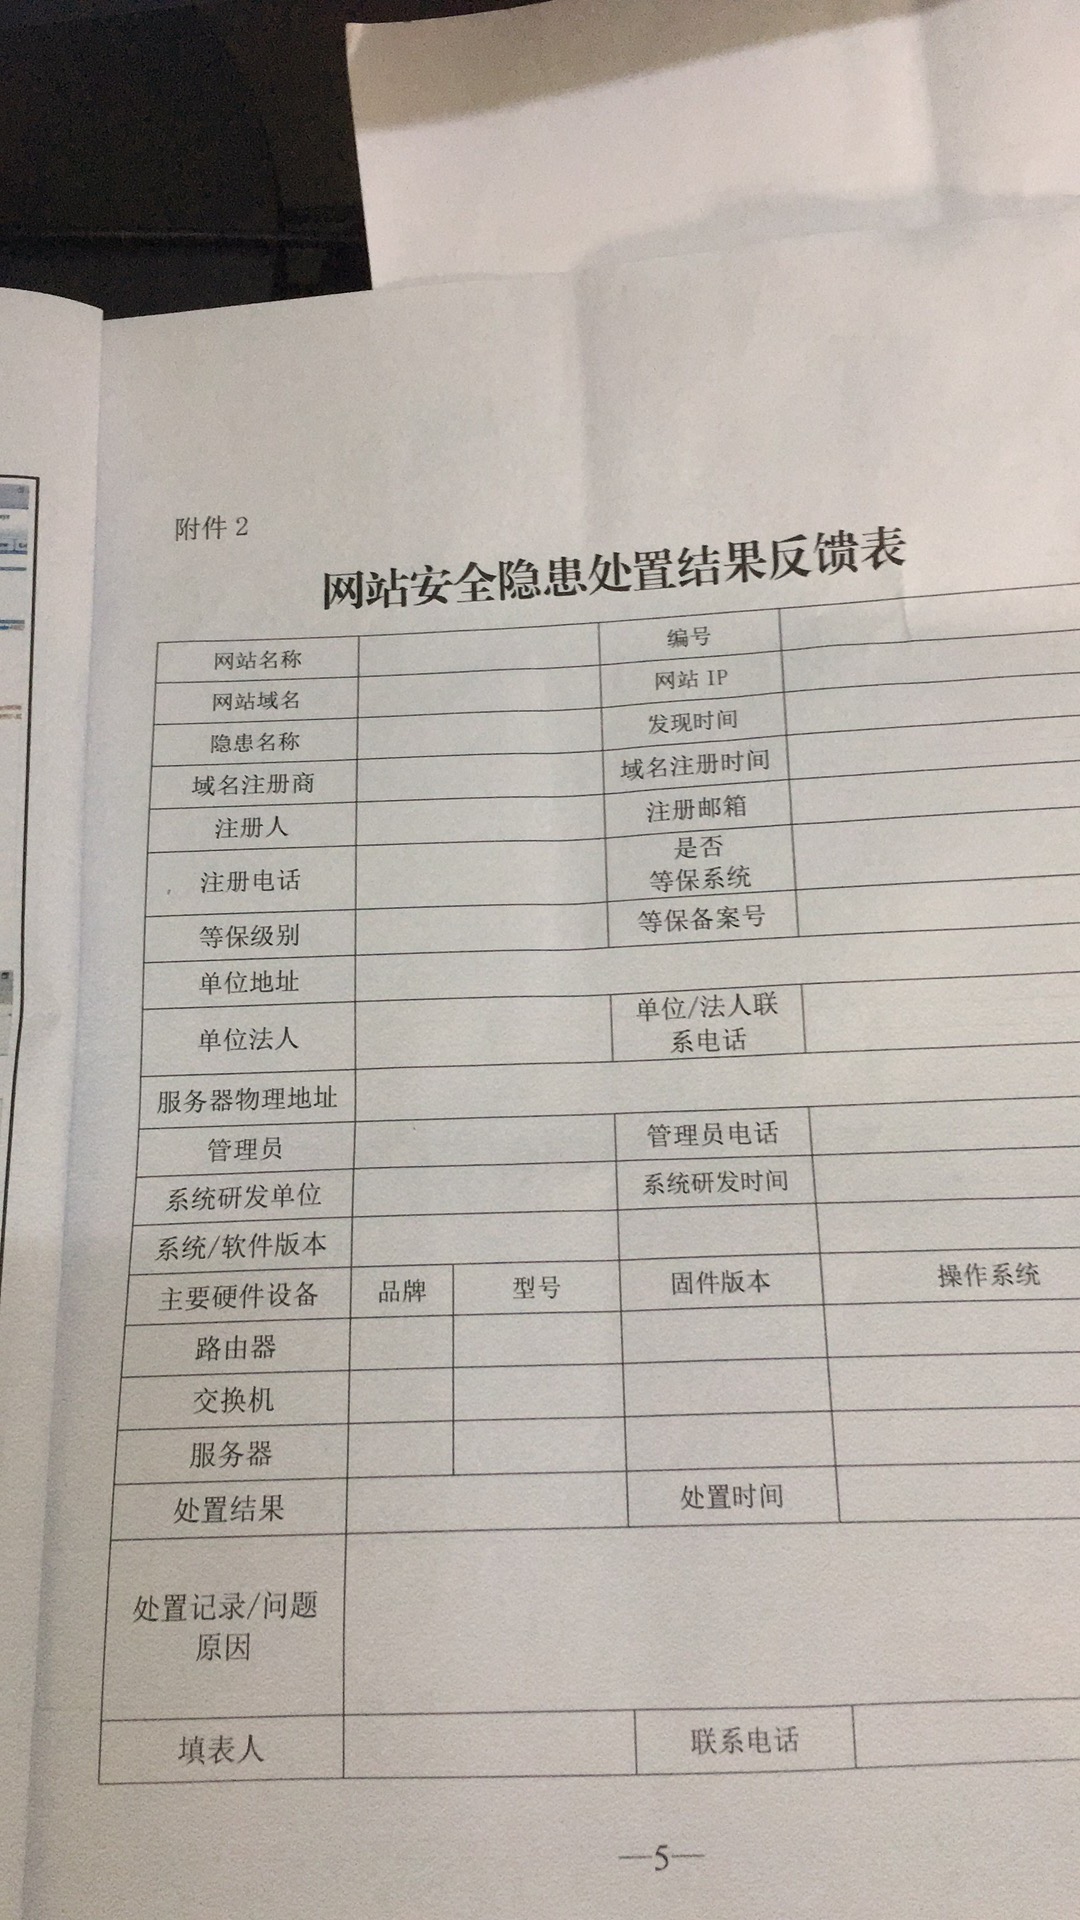 附件 2
网站安全隐患处置结果反馈表
网站名称 编号
网站域名 网站 IP
隐患名称 发现时间
域名注册商 域名注册时间
注册人 注册邮箱
注册电话 是否
等保系统
等保级别 等保备案号
单位地址
单位法人 单位/法人联
系电话
服务器物理地址
管理员 管理员电话
系统研发单位 系统研发时间
系统/软件版本
主要硬件设备 品牌 型号 固件版本 操作系统
路由器
交换机
服务器
处置结果 处置时间
处置记录/问题
原因
填表人 联系电话
—5—